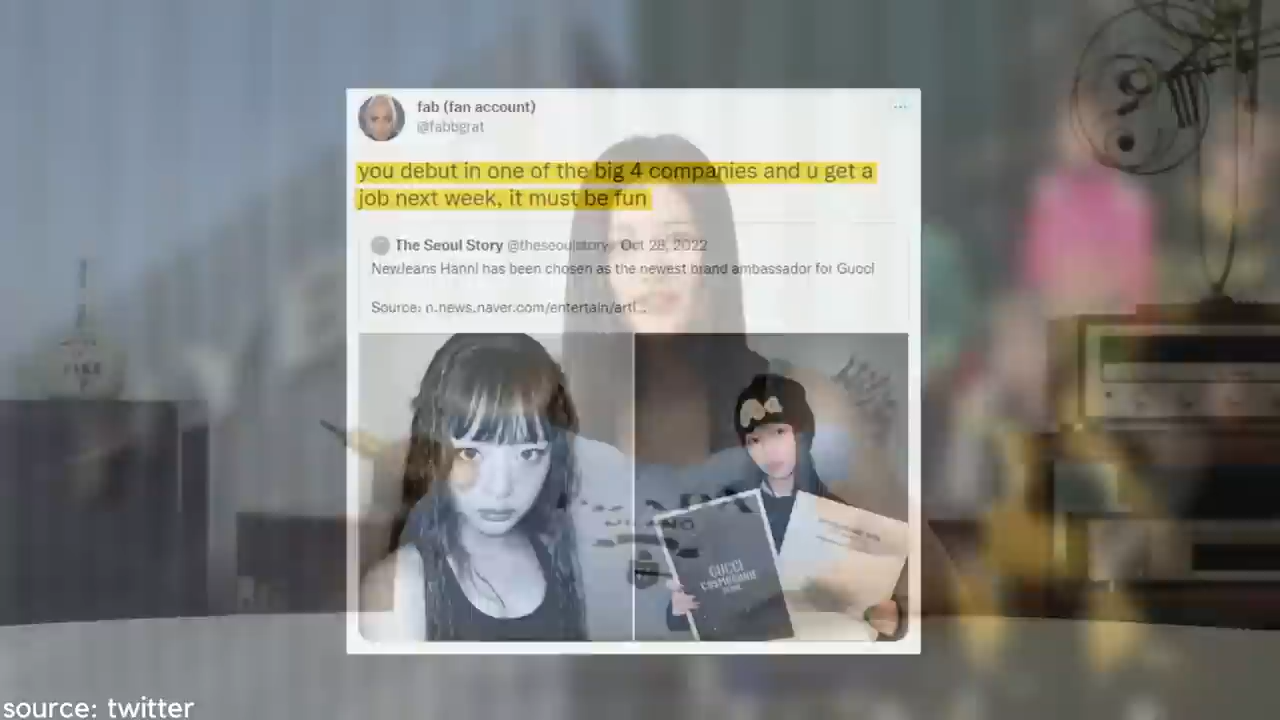 fab (fan account)
@fabbgrat
you debut in one of the big 4 companies and u get a
job next week, it must be fun
The Seoul Story @theseoulstory · Oct 28, 2022
NewJeans Hanni has been chosen as the newest brand ambassador for Gucci
Source: n.news.naver.com/entertain/arti...
GUCCI
COSMOGONIE
source: twitter